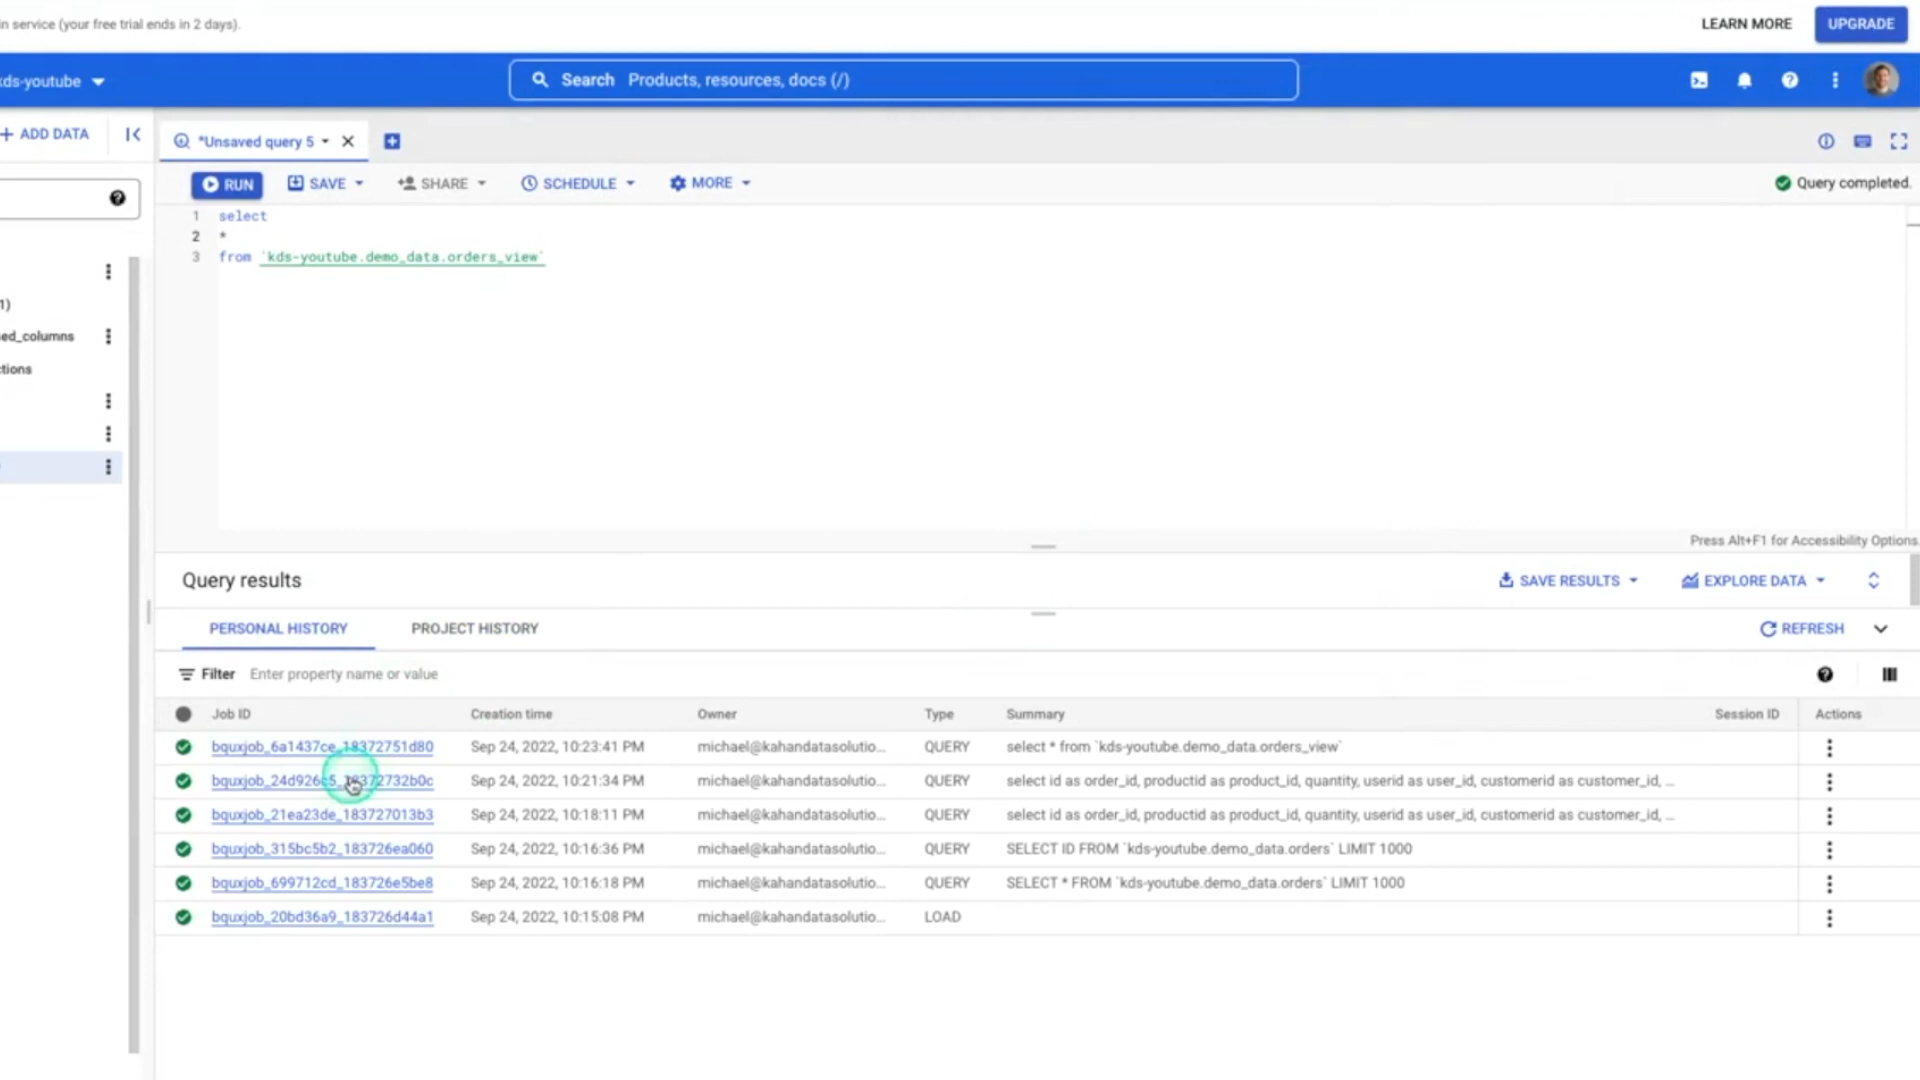 in service (your free trial ends in 2 days).
LEARN MORE
UPGRADE
kds-youtube
Search Products, resources, docs (/)
+ ADD DATA
*Unsaved query 5
RUN
SAVE
SHARE
SCHEDULE
MORE
Query completed.
1 select
2 *
3 from `kds-youtube.demo_data.orders_view`
1)
ed_columns
ctions
Press Alt+F1 for Accessibility Options.
Query results
SAVE RESULTS
EXPLORE DATA
PERSONAL HISTORY
PROJECT HISTORY
REFRESH
Filter Enter property name or value
Job ID Creation time Owner Type Summary Session ID Actions
bquxjob_6a1437ce_18372751d80 Sep 24, 2022, 10:23:41 PM michael@kahandatasolutio... QUERY select * from `kds-youtube.demo_data.orders_view`
bquxjob_24d926c5_18372732b0c Sep 24, 2022, 10:21:34 PM michael@kahandatasolutio... QUERY select id as order_id, productid as product_id, quantity, userid as user_id, customerid as customer_id, ...
bquxjob_21ea23de_183727013b3 Sep 24, 2022, 10:18:11 PM michael@kahandatasolutio... QUERY select id as order_id, productid as product_id, quantity, userid as user_id, customerid as customer_id, ...
bquxjob_315bc5b2_183726ea060 Sep 24, 2022, 10:16:36 PM michael@kahandatasolutio... QUERY SELECT ID FROM `kds-youtube.demo_data.orders` LIMIT 1000
bquxjob_699712cd_183726e5be8 Sep 24, 2022, 10:16:18 PM michael@kahandatasolutio... QUERY SELECT * FROM `kds-youtube.demo_data.orders` LIMIT 1000
bquxjob_20bd36a9_183726d44a1 Sep 24, 2022, 10:15:08 PM michael@kahandatasolutio... LOAD